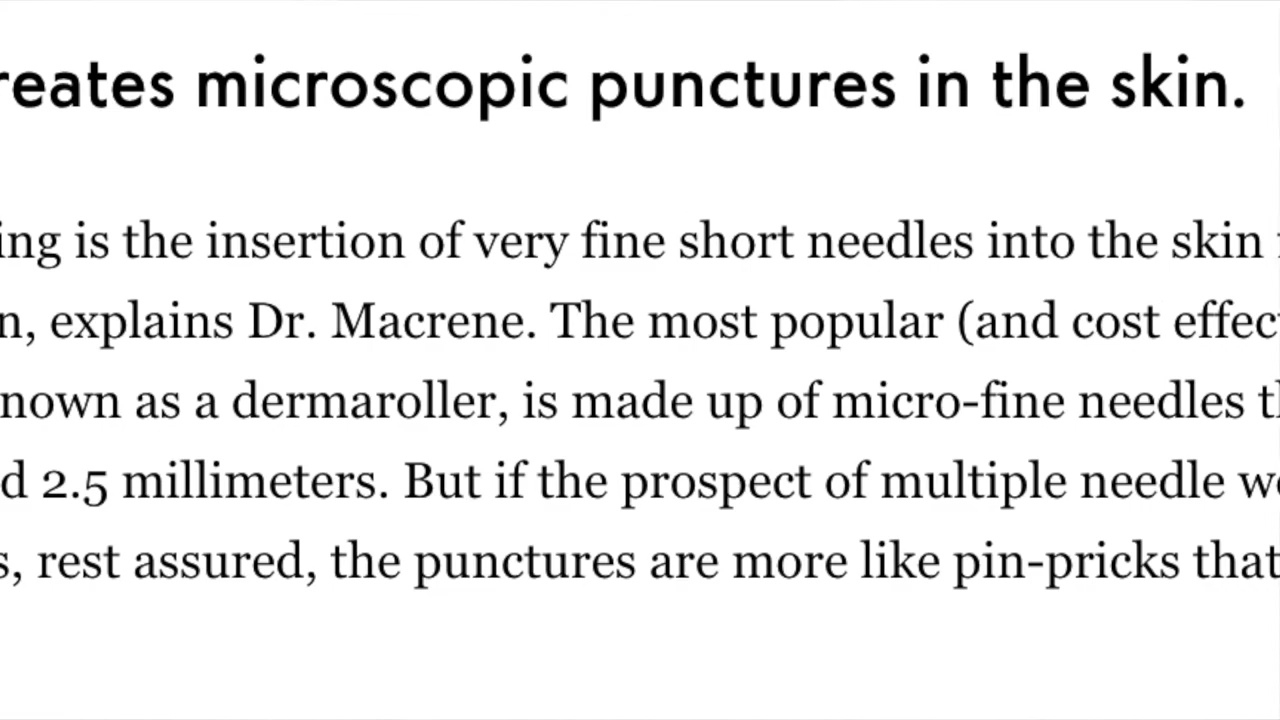 reates microscopic punctures in the skin.
ing is the insertion of very fine short needles into the skin
n, explains Dr. Macrene. The most popular (and cost effec
nown as a dermaroller, is made up of micro-fine needles t
d 2.5 millimeters. But if the prospect of multiple needle w
s, rest assured, the punctures are more like pin-pricks that